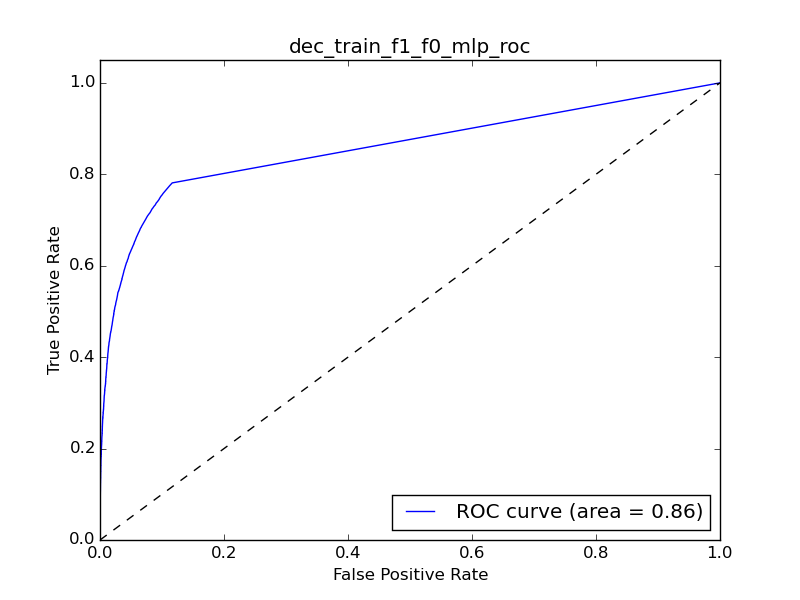 dec_train_f1_f0_mlp_roc
1.0
0.8
0.6
0.4
0.2
0.0
True Positive Rate
ROC curve (area = 0.86)
0.0 0.2 0.4 0.6 0.8 1.0
False Positive Rate